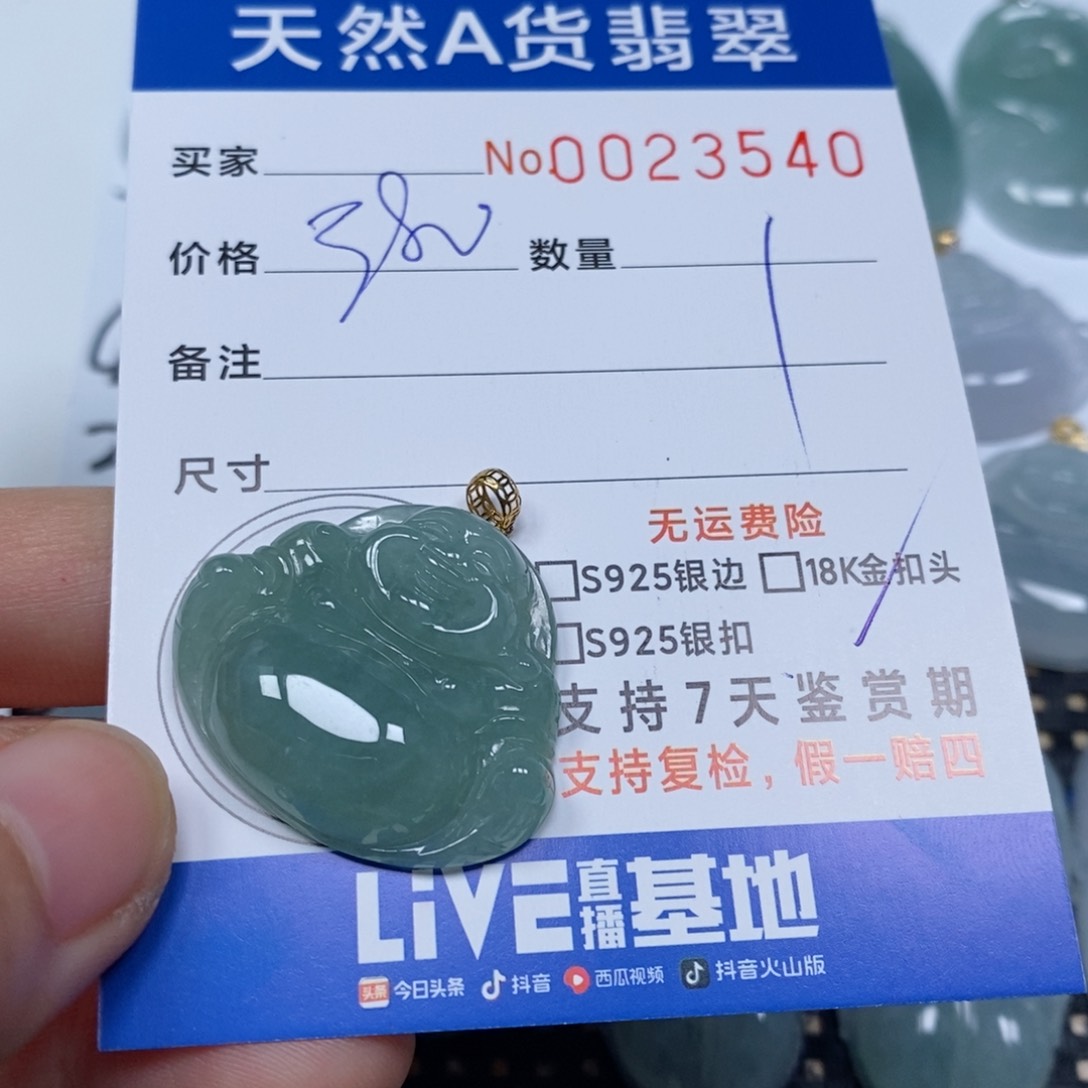 天然A货翡翠
买家 No.0023540
价格 380 数量 1
备注
尺寸
无运费险
S925银边 18K金扣头
S925银扣
支持7天鉴赏期
支持复检，假一赔四
LiVE直播基地
头条 今日头条 抖音 西瓜视频 抖音火山版